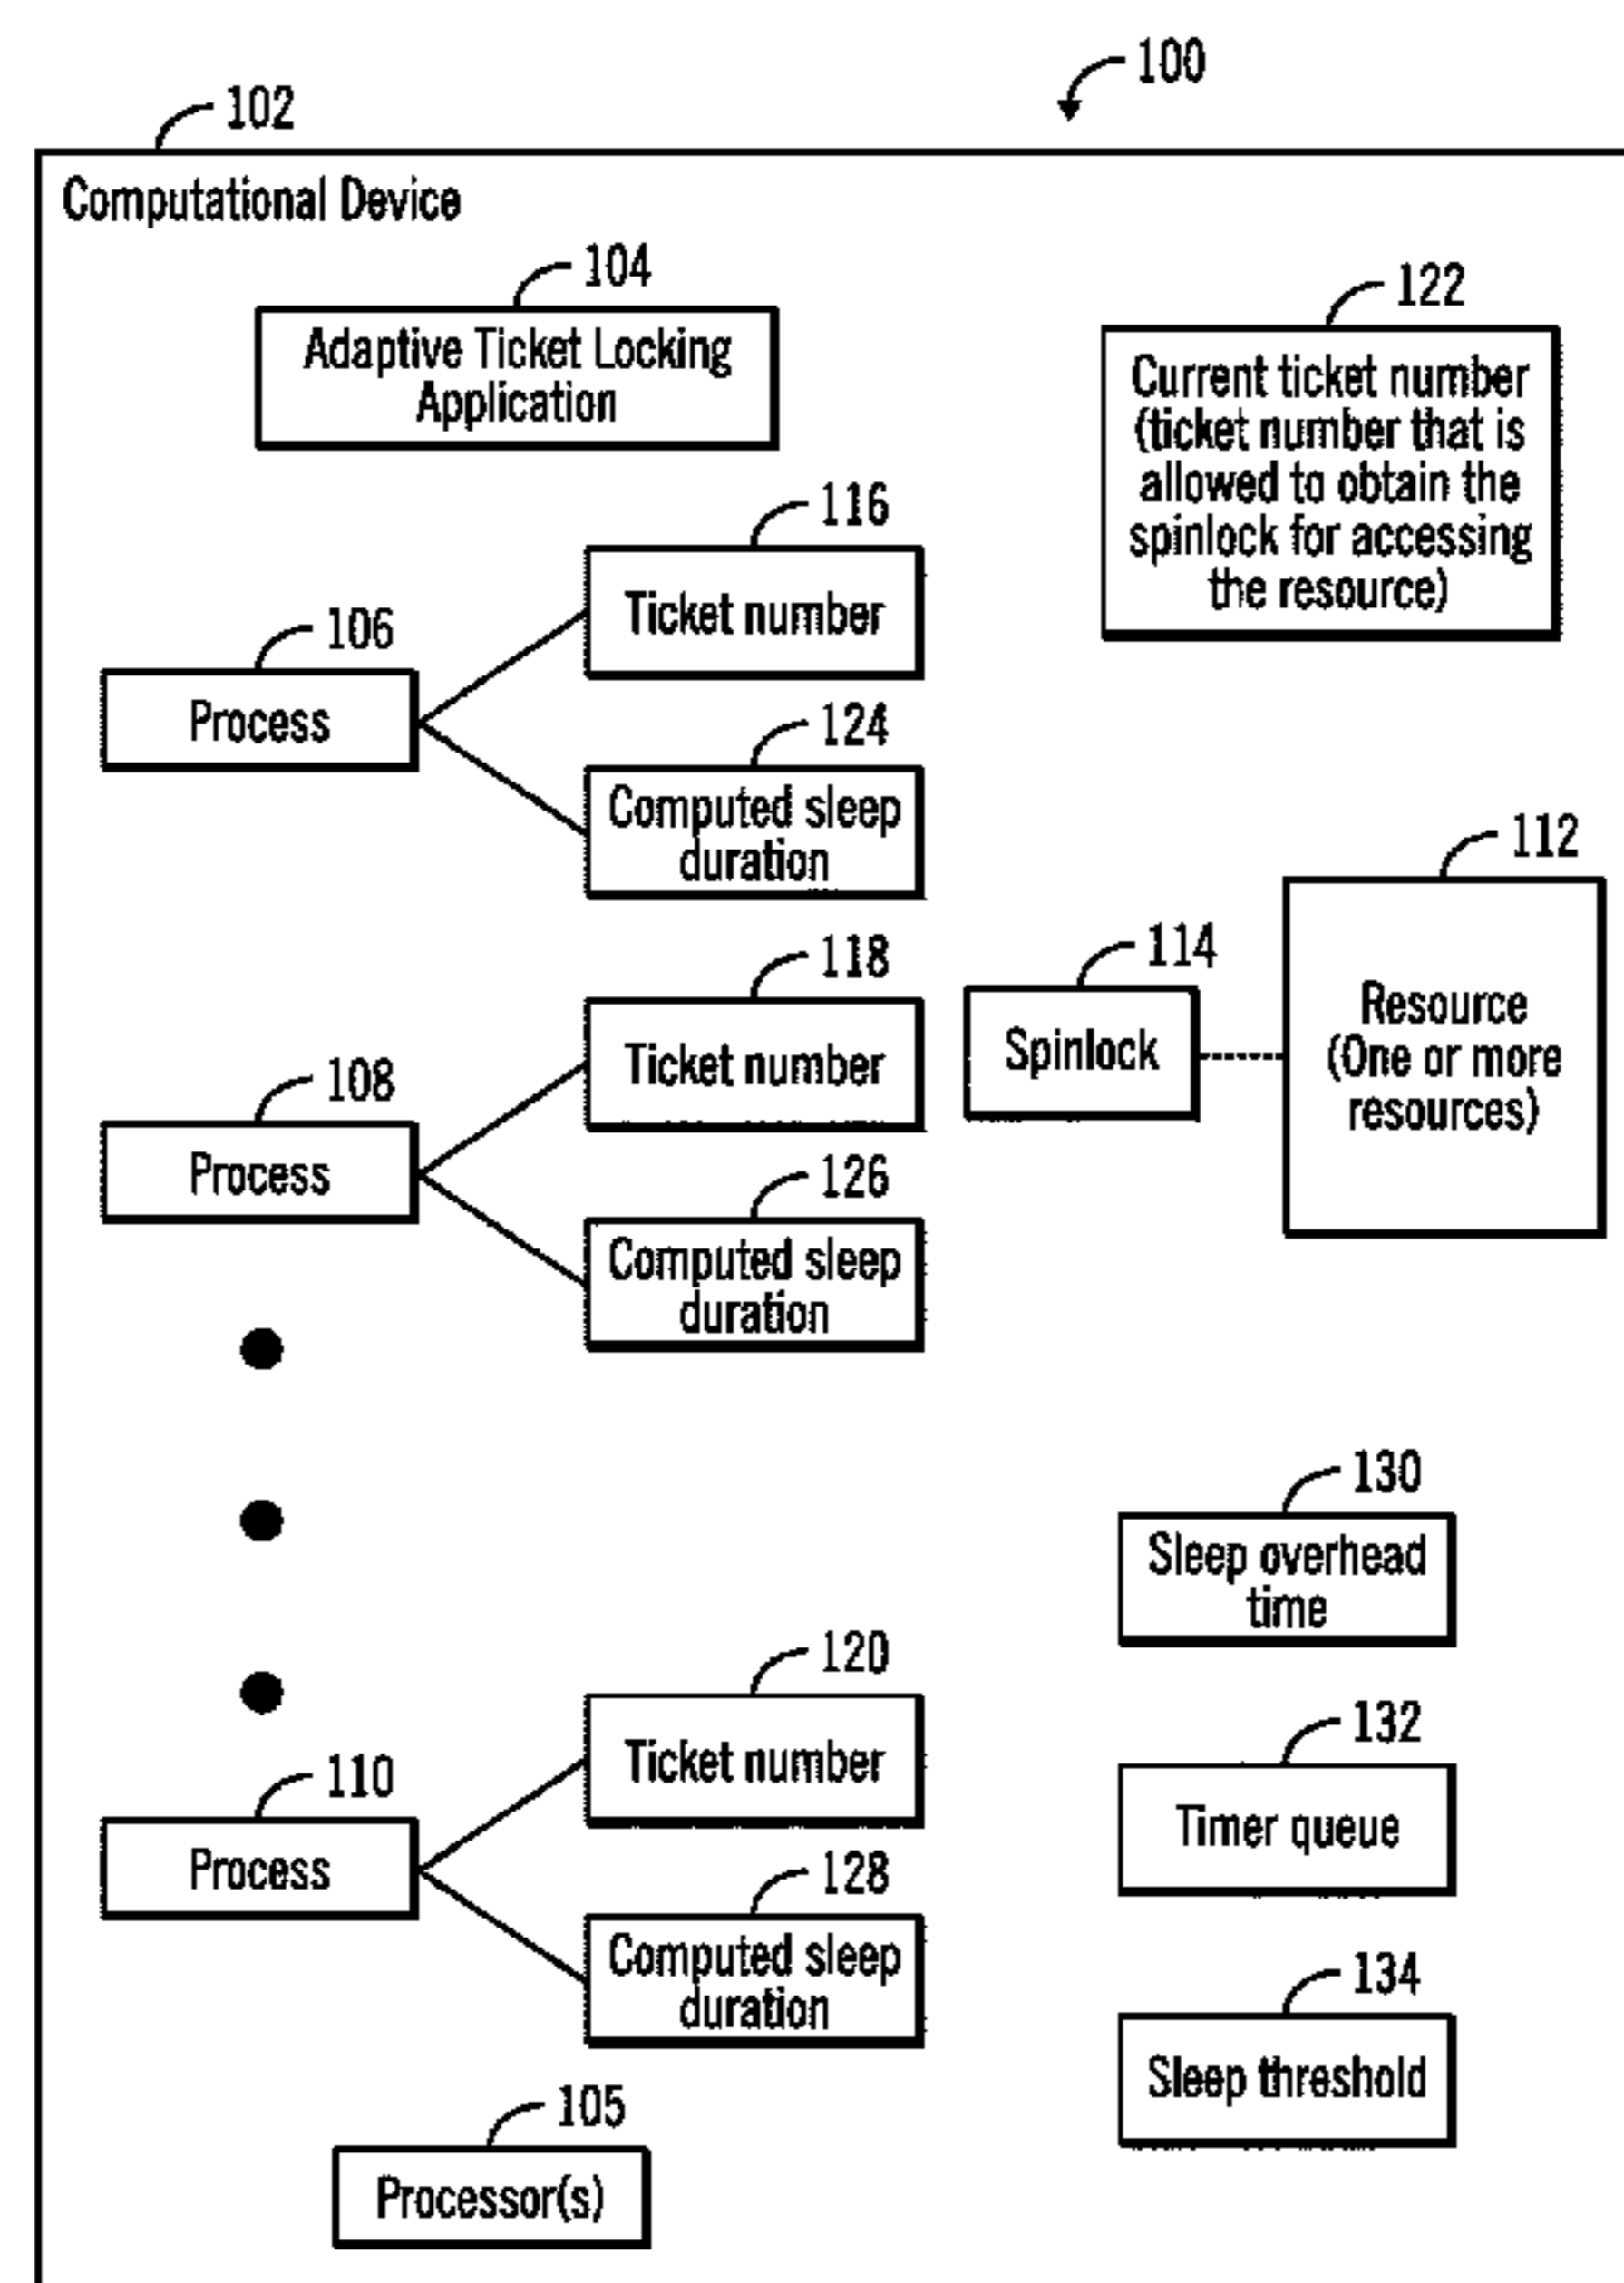 100
102
Computational Device
104
Adaptive Ticket Locking
Application
122
Current ticket number
(ticket number that is
allowed to obtain the
spinlock for accessing
the resource)
116
Ticket number
106
Process
124
Computed sleep
duration
112
Resource
(One or more
resources)
114
Spinlock
118
Ticket number
108
Process
126
Computed sleep
duration
130
Sleep overhead
time
120
Ticket number
132
Timer queue
110
Process
128
Computed sleep
duration
134
Sleep threshold
105
Processor(s)